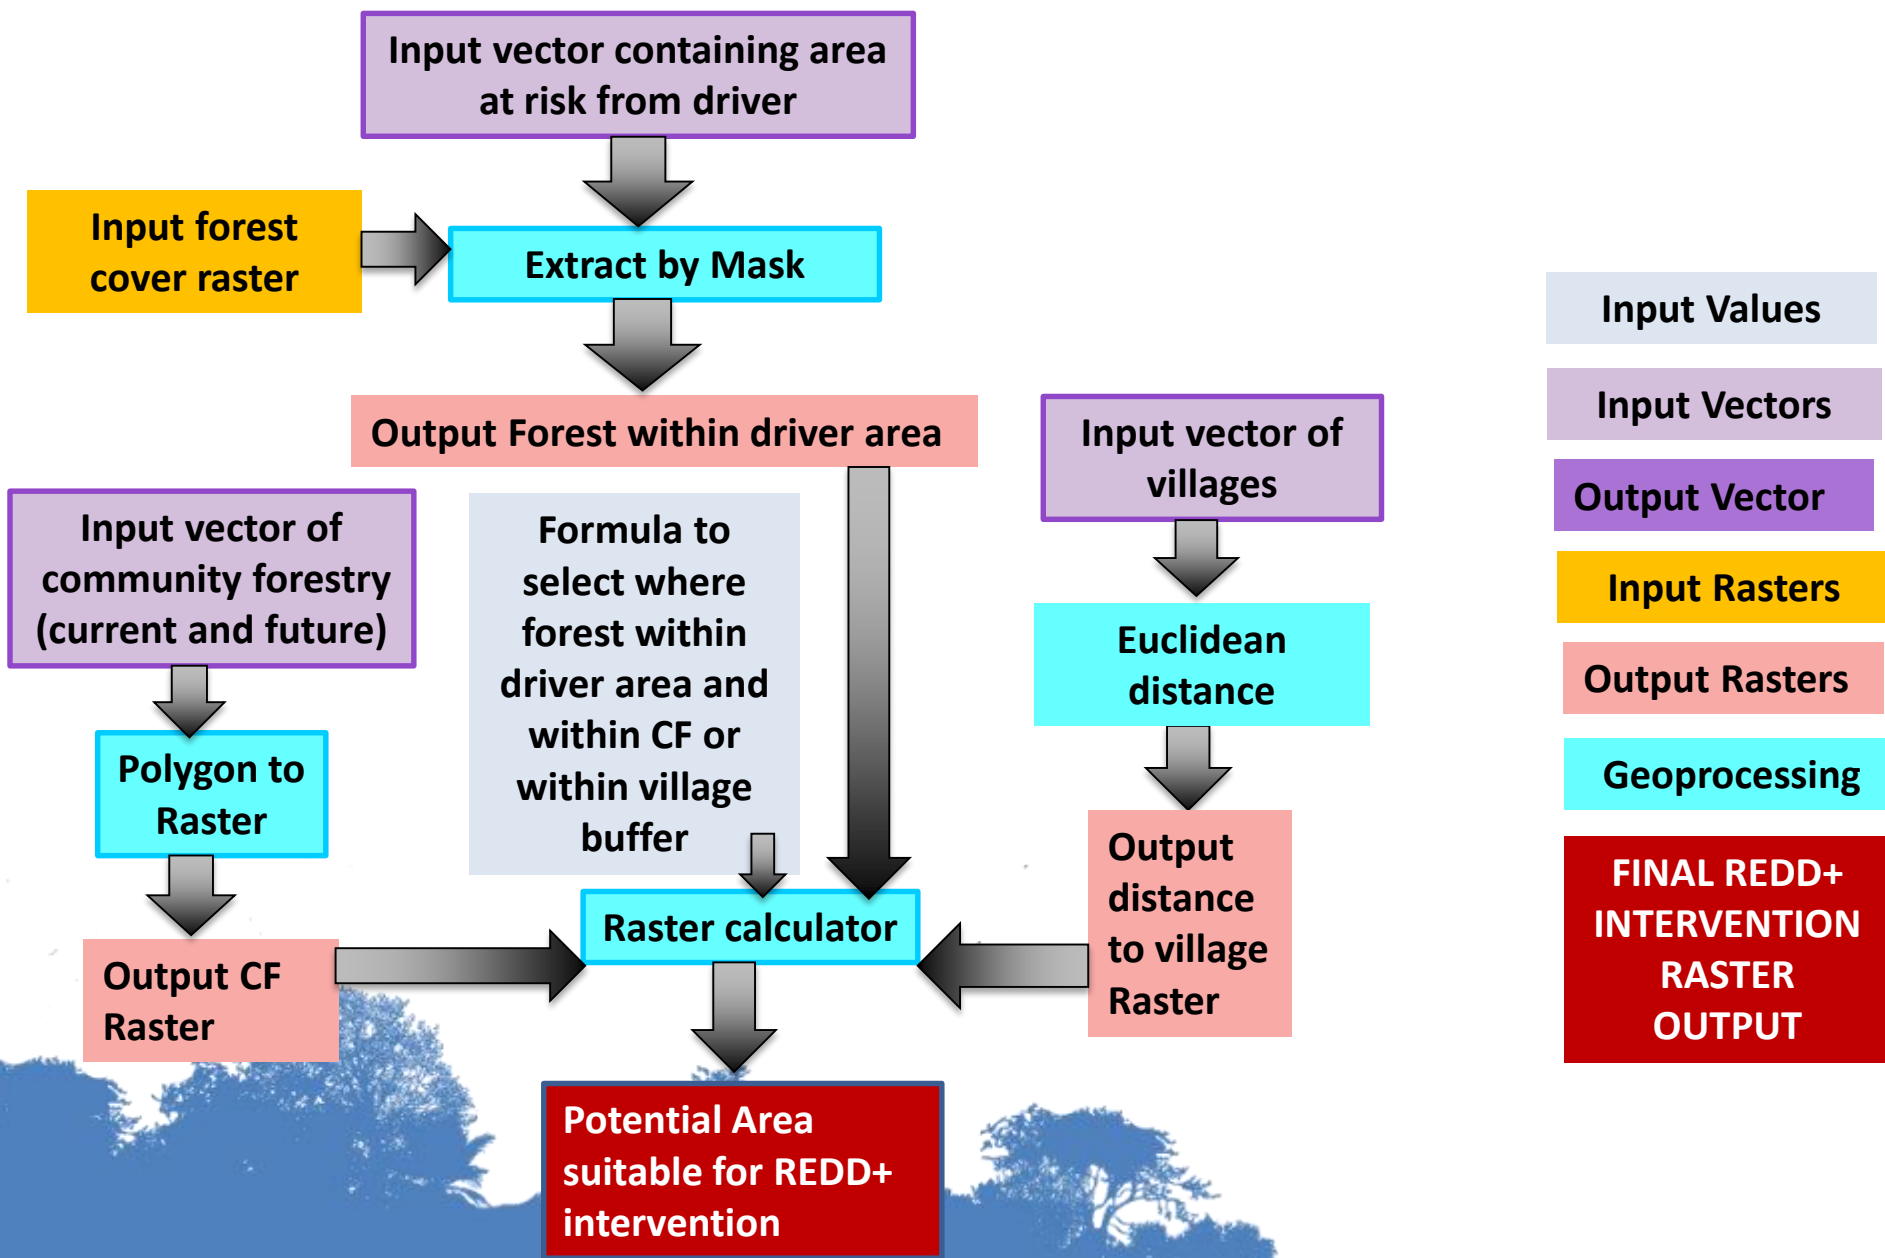 Input vector containing area
at risk from driver
Input forest
cover raster
Extract by Mask
Output Forest within driver area
Input vector of
villages
Input vector of
community forestry
(current and future)
Formula to
select where
forest within
driver area and
within CF or
within village
buffer
Euclidean
distance
Polygon to
Raster
Output
distance
to village
Raster
Raster calculator
Output CF
Raster
Potential Area
suitable for REDD+
intervention
Input Values
Input Vectors
Output Vector
Input Rasters
Output Rasters
Geoprocessing
FINAL REDD+
INTERVENTION
RASTER
OUTPUT